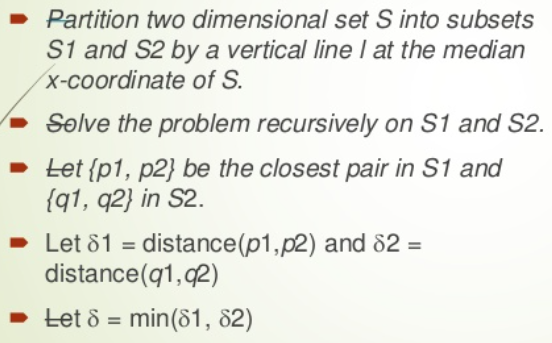 Partition two dimensional set S into subsets
S1 and S2 by a vertical line l at the median
x-coordinate of S.
Solve the problem recursively on S1 and S2.
Let {p1, p2} be the closest pair in S1 and
{q1, q2} in S2.
Let δ1 = distance(p1,p2) and δ2 =
distance(q1,q2)
Let δ = min(δ1, δ2)